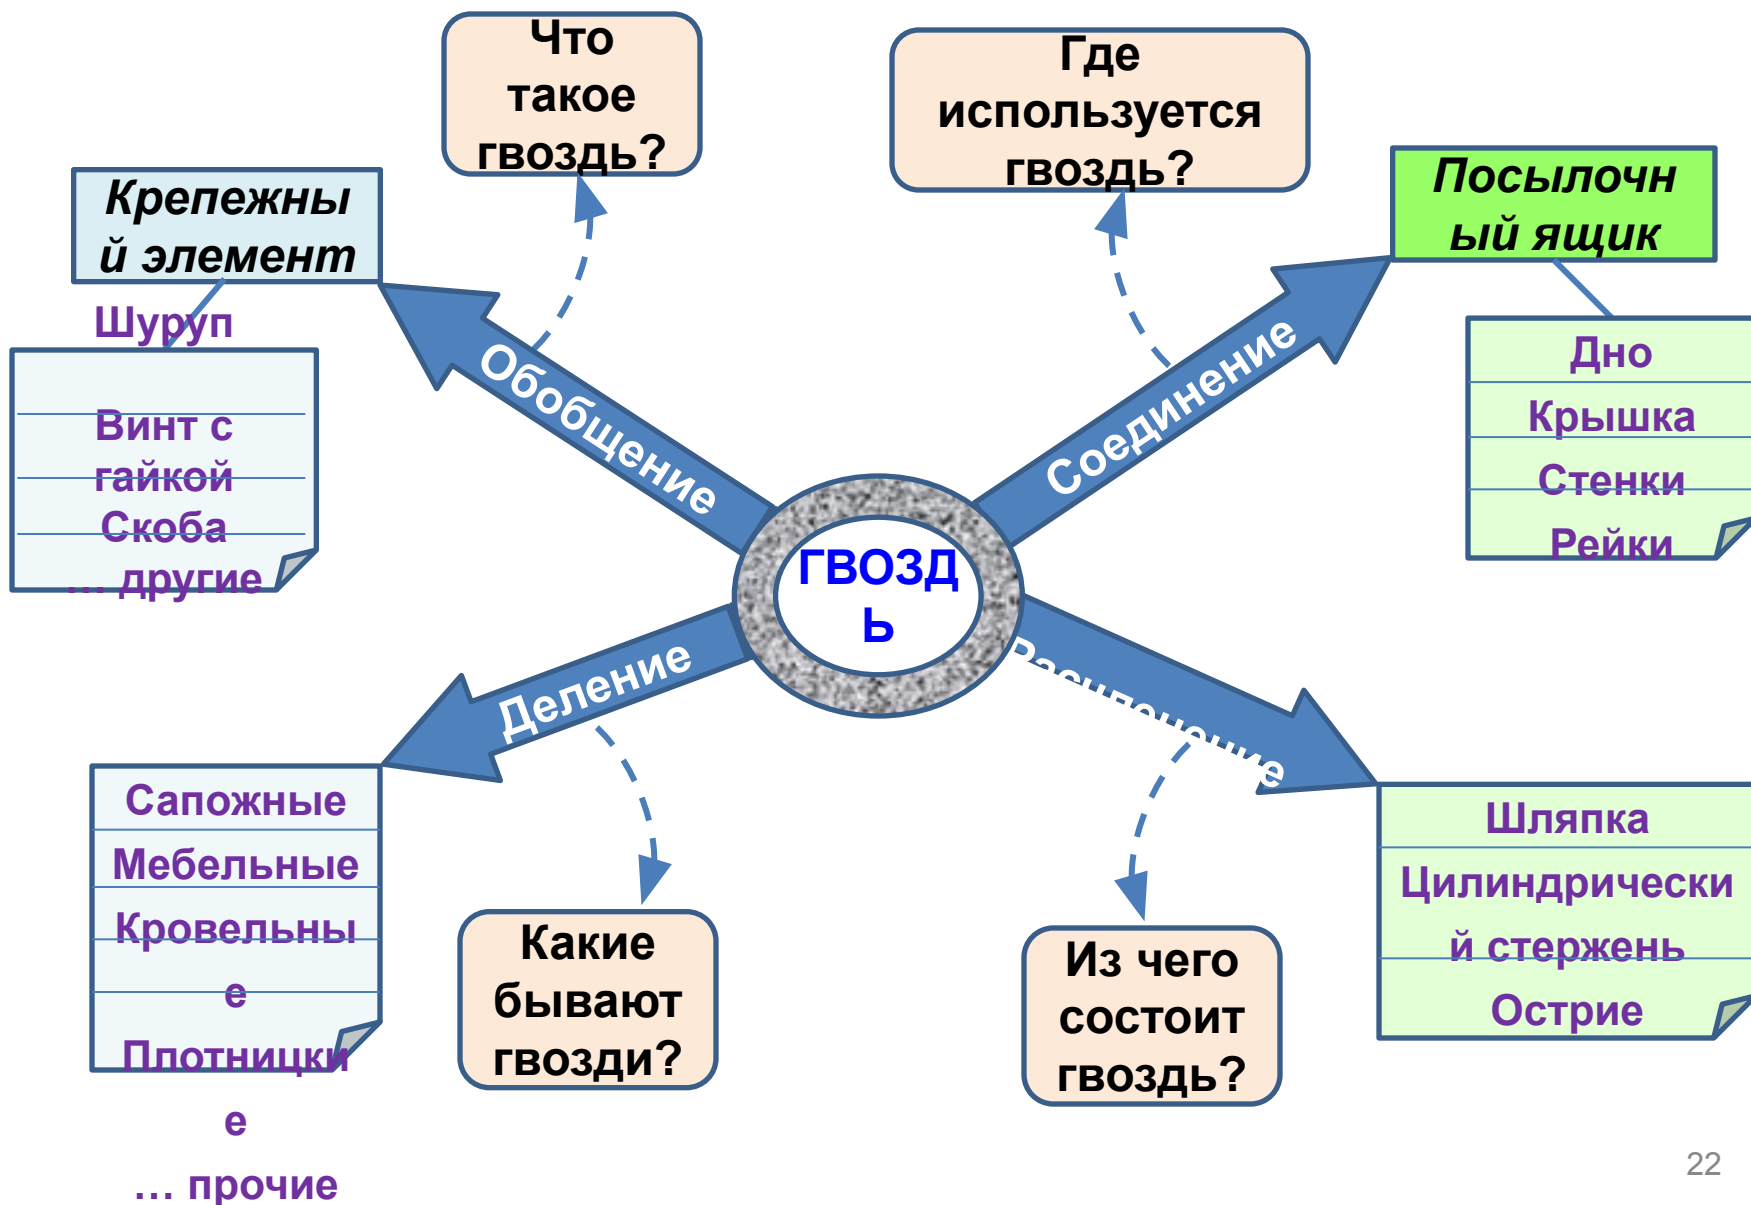 Что
такое
гвоздь?
Где
используется
гвоздь?
Крепежны
й элемент
Посылочн
ый ящик
Шуруп
Винт с
гайкой
Скоба
... другие
Дно
Крышка
Стенки
Рейки
Обобщение
Соединение
ГВОЗД
Ь
Деление
Расчленение
Сапожные
Мебельные
Кровельны
е
Плотницки
е
... прочие
Какие
бывают
гвозди?
Из чего
состоит
гвоздь?
Шляпка
Цилиндрически
й стержень
Острие
22